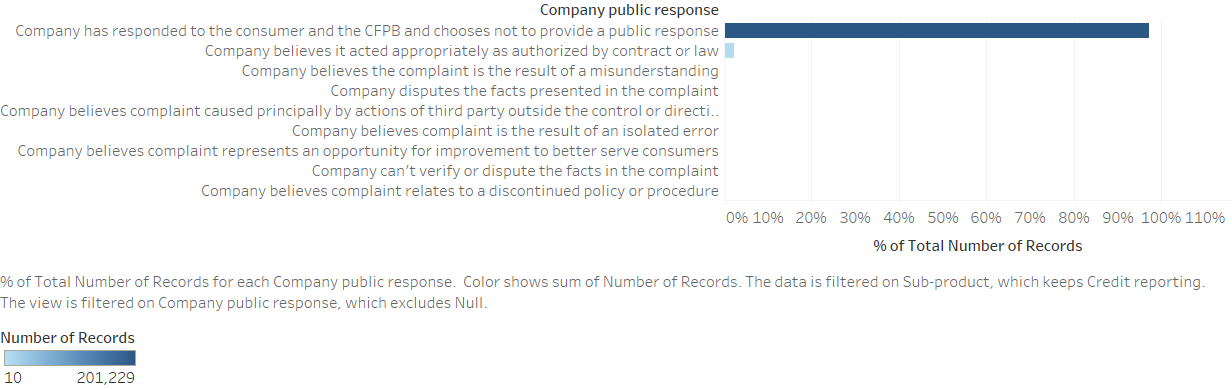 Company public response
Company has responded to the consumer and the CFPB and chooses not to provide a public response
Company believes it acted appropriately as authorized by contract or law
Company believes the complaint is the result of a misunderstanding
Company disputes the facts presented in the complaint
Company believes complaint caused principally by actions of third party outside the control or directi..
Company believes complaint is the result of an isolated error
Company believes complaint represents an opportunity for improvement to better serve consumers
Company can't verify or dispute the facts in the complaint
Company believes complaint relates to a discontinued policy or procedure
0% 10% 20% 30% 40% 50% 60% 70% 80% 90% 100% 110%
% of Total Number of Records
% of Total Number of Records for each Company public response.  Color shows sum of Number of Records. The data is filtered on Sub-product, which keeps Credit reporting.
The view is filtered on Company public response, which excludes Null.
Number of Records
10 201,229